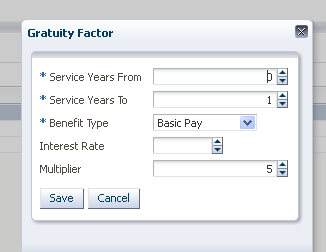 Gratuity Factor
* Service Years From 0
* Service Years To 1
* Benefit Type Basic Pay
Interest Rate
Multiplier 5
Save Cancel